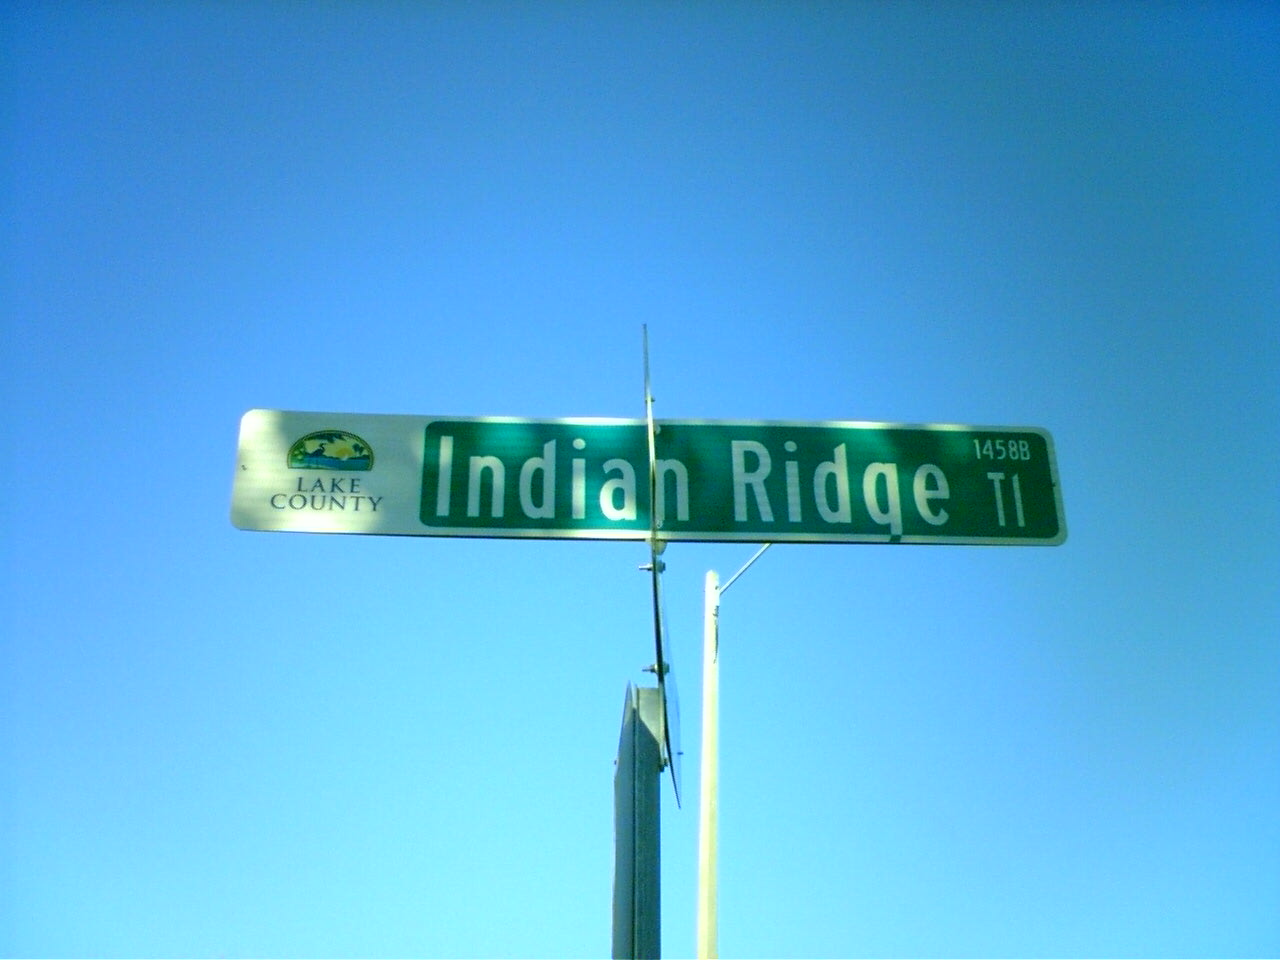 LAKE
COUNTY
Indian Ridge
1458B
Tl